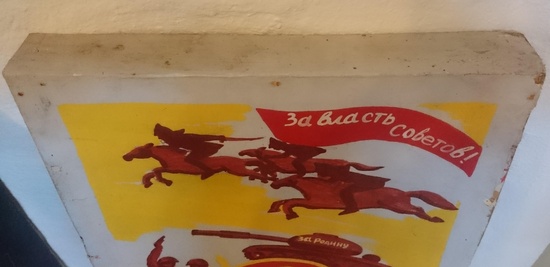 За власть
Советов!
За Родину